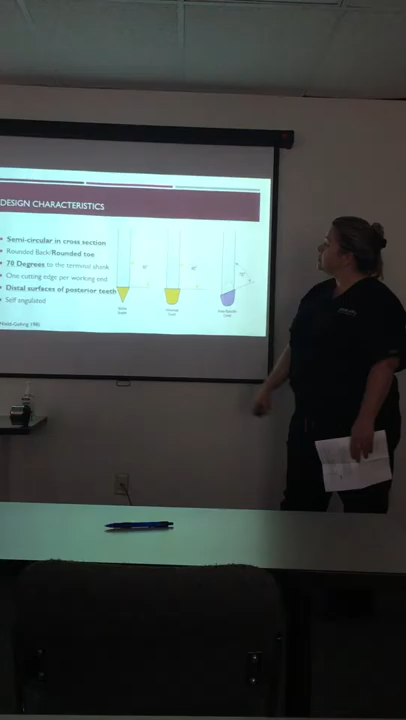 DESIGN CHARACTERISTICS
Semi-circular in cross section
Rounded Back/Rounded toe
70 Degrees to the terminal shank
One cutting edge per working end
Distal surfaces of posterior teeth
Self angulated